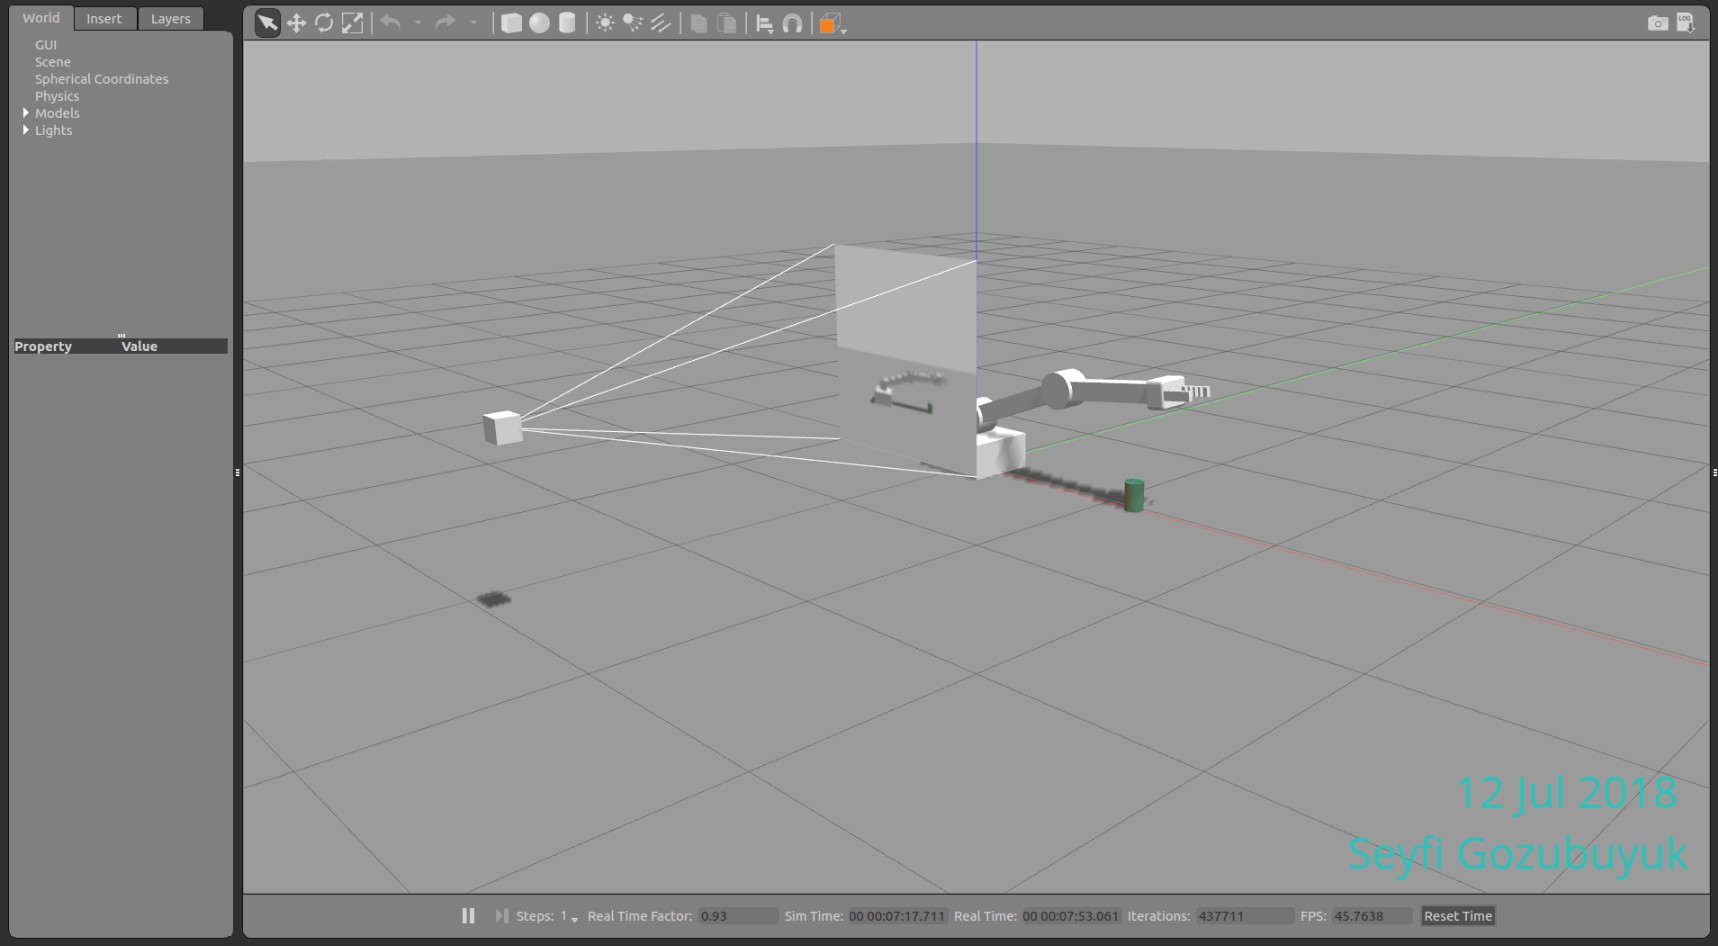 World Insert Layers
GUI
Scene
Spherical Coordinates
Physics
Models
Lights
Property Value
LOG
12 Jul 2018
Seyfi Gozubuyuk
Steps: 1 Real Time Factor: 0.93 Sim Time: 00 00:07:17.711 Real Time: 00 00:07:53.061 Iterations: 437711 FPS: 45.7638 Reset Time